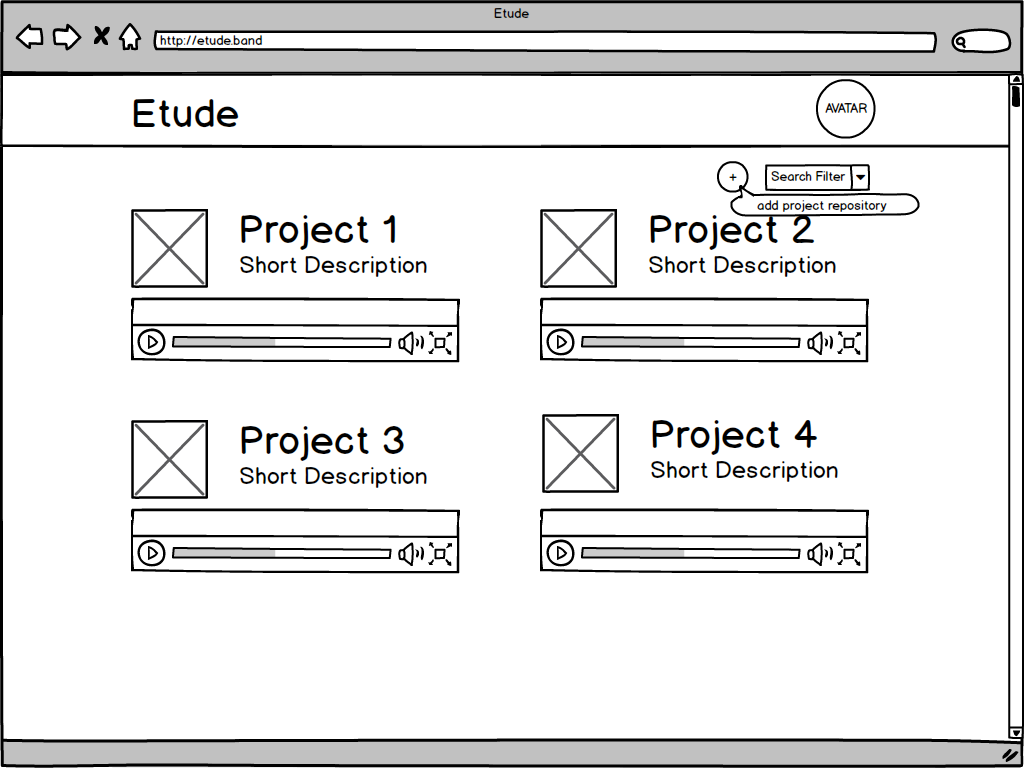 Etude
http://etude.band
Etude
AVATAR
+
Search Filter
add project repository
Project 1
Short Description
Project 2
Short Description
Project 3
Short Description
Project 4
Short Description